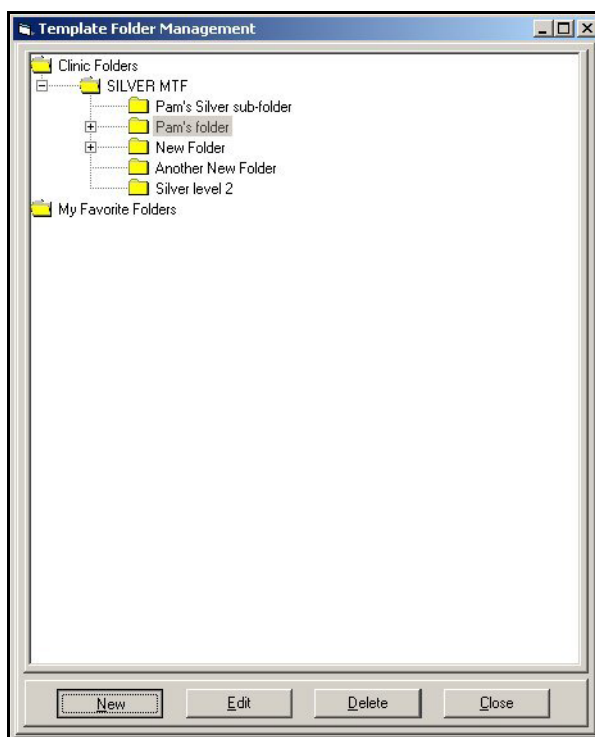 Template Folder Management
Clinic Folders
SILVER MTF
Pam's Silver sub-folder
Pam's folder
New Folder
Another New Folder
Silver level 2
My Favorite Folders
New Edit Delete Close